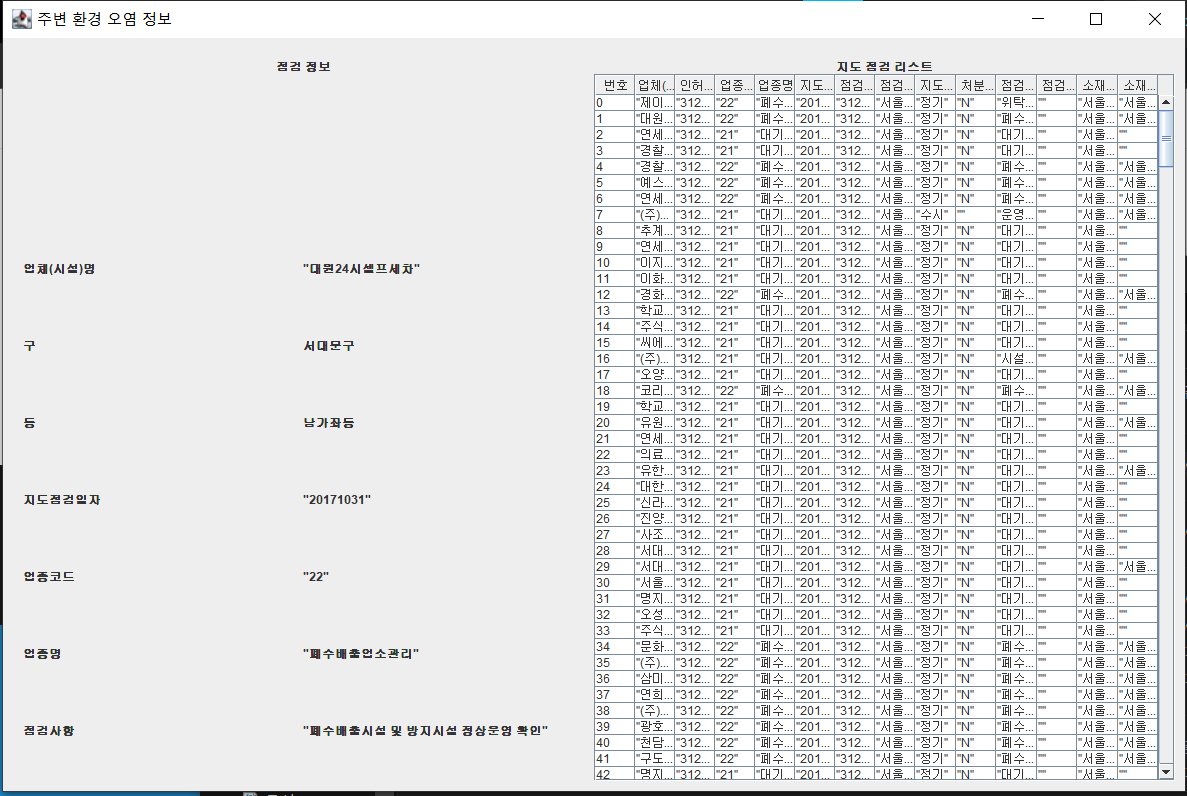 주변 환경 오염 정보
점검 정보
업체(시설)명 "대원24시셀프세차"
구 서대문구
동 남가좌동
지도점검일자 "20171031"
업종코드 "22"
업종명 "폐수배출업소관리"
점검사항 "폐수배출시설 및 방지시설 정상운영 확인"
지도 점검 리스트
번호 업체(... 인허... 업종... 업종명 지도... 점검... 점검... 지도... 처분... 점검... 점검... 소재... 소재...
0 "제이... "312... "22" "폐수... "201... "312... "서울... "정기" "N" "위탁... "" "서울... "서울...
1 "대원... "312... "22" "폐수... "201... "312... "서울... "정기" "N" "폐수... "" "서울... "서울...
2 "연세... "312... "21" "대기... "201... "312... "서울... "정기" "N" "대기... "" "서울... ""
3 "경찰... "312... "21" "대기... "201... "312... "서울... "정기" "N" "대기... "" "서울... ""
4 "경찰... "312... "22" "폐수... "201... "312... "서울... "정기" "N" "폐수... "" "서울... "서울...
5 "예스... "312... "22" "폐수... "201... "312... "서울... "정기" "N" "폐수... "" "서울... "서울...
6 "연세... "312... "22" "폐수... "201... "312... "서울... "정기" "N" "폐수... "" "서울... "서울...
7 "(주)... "312... "21" "대기... "201... "312... "서울... "수시" "" "운영... "" "서울... "서울...
8 "추계... "312... "21" "대기... "201... "312... "서울... "정기" "N" "대기... "" "서울... ""
9 "연세... "312... "21" "대기... "201... "312... "서울... "정기" "N" "대기... "" "서울... ""
10 "이지... "312... "21" "대기... "201... "312... "서울... "정기" "N" "대기... "" "서울... ""
11 "이화... "312... "21" "대기... "201... "312... "서울... "정기" "N" "대기... "" "서울... ""
12 "경화... "312... "22" "폐수... "201... "312... "서울... "정기" "N" "폐수... "" "서울... "서울...
13 "학교... "312... "21" "대기... "201... "312... "서울... "정기" "N" "대기... "" "서울... ""
14 "주식... "312... "21" "대기... "201... "312... "서울... "정기" "N" "대기... "" "서울... ""
15 "씨에... "312... "21" "대기... "201... "312... "서울... "정기" "N" "대기... "" "서울... ""
16 "(주)... "312... "21" "대기... "201... "312... "서울... "정기" "N" "시설... "" "서울... "서울...
17 "오양... "312... "21" "대기... "201... "312... "서울... "정기" "N" "대기... "" "서울... ""
18 "코리... "312... "22" "폐수... "201... "312... "서울... "정기" "N" "폐수... "" "서울... "서울...
19 "학교... "312... "21" "대기... "201... "312... "서울... "정기" "N" "대기... "" "서울... ""
20 "유원... "312... "21" "대기... "201... "312... "서울... "정기" "N" "대기... "" "서울... "서울...
21 "연세... "312... "21" "대기... "201... "312... "서울... "정기" "N" "대기... "" "서울... ""
22 "의료... "312... "21" "대기... "201... "312... "서울... "정기" "N" "대기... "" "서울... ""
23 "유한... "312... "21" "대기... "201... "312... "서울... "정기" "N" "대기... "" "서울... "서울...
24 "대한... "312... "21" "대기... "201... "312... "서울... "정기" "N" "대기... "" "서울... ""
25 "신라... "312... "21" "대기... "201... "312... "서울... "정기" "N" "대기... "" "서울... ""
26 "진양... "312... "21" "대기... "201... "312... "서울... "정기" "N" "대기... "" "서울... ""
27 "사조... "312... "21" "대기... "201... "312... "서울... "정기" "N" "대기... "" "서울... ""
28 "서대... "312... "21" "대기... "201... "312... "서울... "정기" "N" "대기... "" "서울... ""
29 "서대... "312... "21" "대기... "201... "312... "서울... "정기" "N" "대기... "" "서울... "서울...
30 "서울... "312... "21" "대기... "201... "312... "서울... "정기" "N" "대기... "" "서울... ""
31 "명지... "312... "21" "대기... "201... "312... "서울... "정기" "N" "대기... "" "서울... ""
32 "오성... "312... "21" "대기... "201... "312... "서울... "정기" "N" "대기... "" "서울... ""
33 "주식... "312... "21" "대기... "201... "312... "서울... "정기" "N" "대기... "" "서울... ""
34 "문화... "312... "22" "폐수... "201... "312... "서울... "정기" "N" "폐수... "" "서울... "서울...
35 "(주)... "312... "22" "폐수... "201... "312... "서울... "정기" "N" "폐수... "" "서울... "서울...
36 "삼미... "312... "22" "폐수... "201... "312... "서울... "정기" "N" "폐수... "" "서울... "서울...
37 "연희... "312... "22" "폐수... "201... "312... "서울... "정기" "N" "폐수... "" "서울... "서울...
38 "(주)... "312... "22" "폐수... "201... "312... "서울... "정기" "N" "폐수... "" "서울... "서울...
39 "광호... "312... "22" "폐수... "201... "312... "서울... "정기" "N" "폐수... "" "서울... "서울...
40 "천담... "312... "22" "폐수... "201... "312... "서울... "정기" "N" "폐수... "" "서울... "서울...
41 "구도... "312... "22" "폐수... "201... "312... "서울... "정기" "N" "폐수... "" "서울... "서울...
42 "명지... "312... "21" "대기... "201... "312... "서울... "정기" "N" "대기... "" "서울... ""